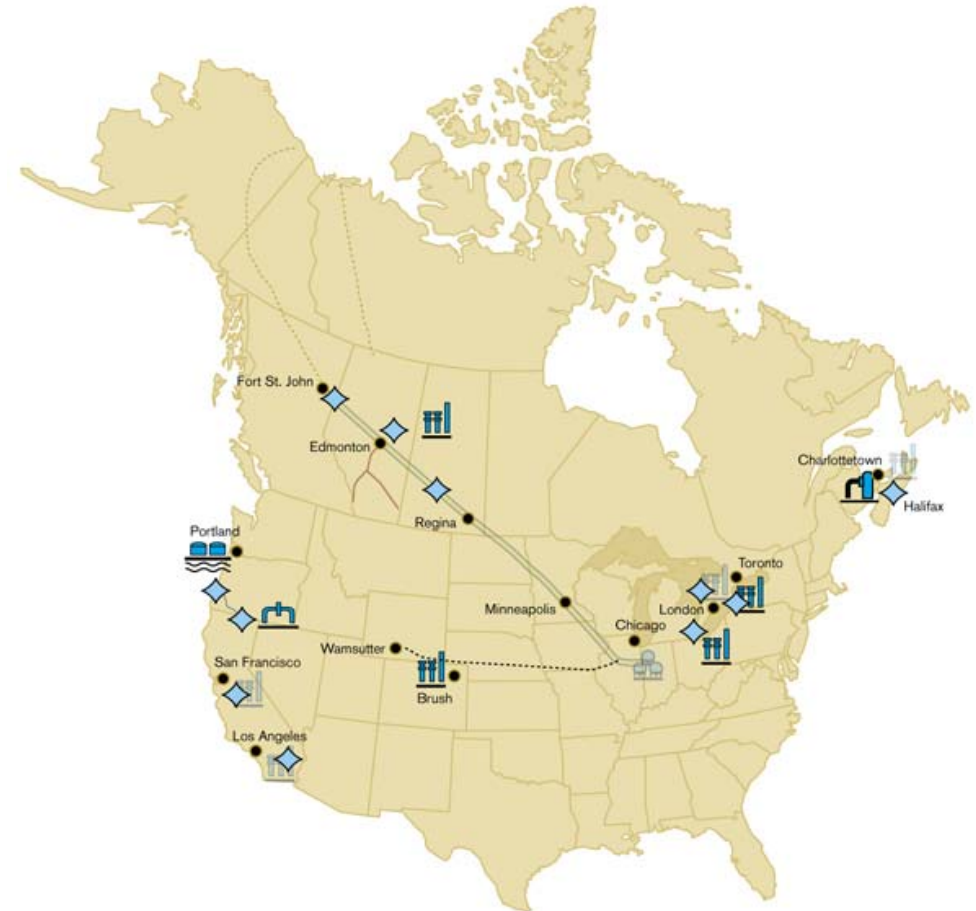 Fort St. John
Edmonton
Charlottetown
Halifax
Regina
Portland
Toronto
Minneapolis
London
Chicago
Wamsutter
San Francisco
Brush
Los Angeles